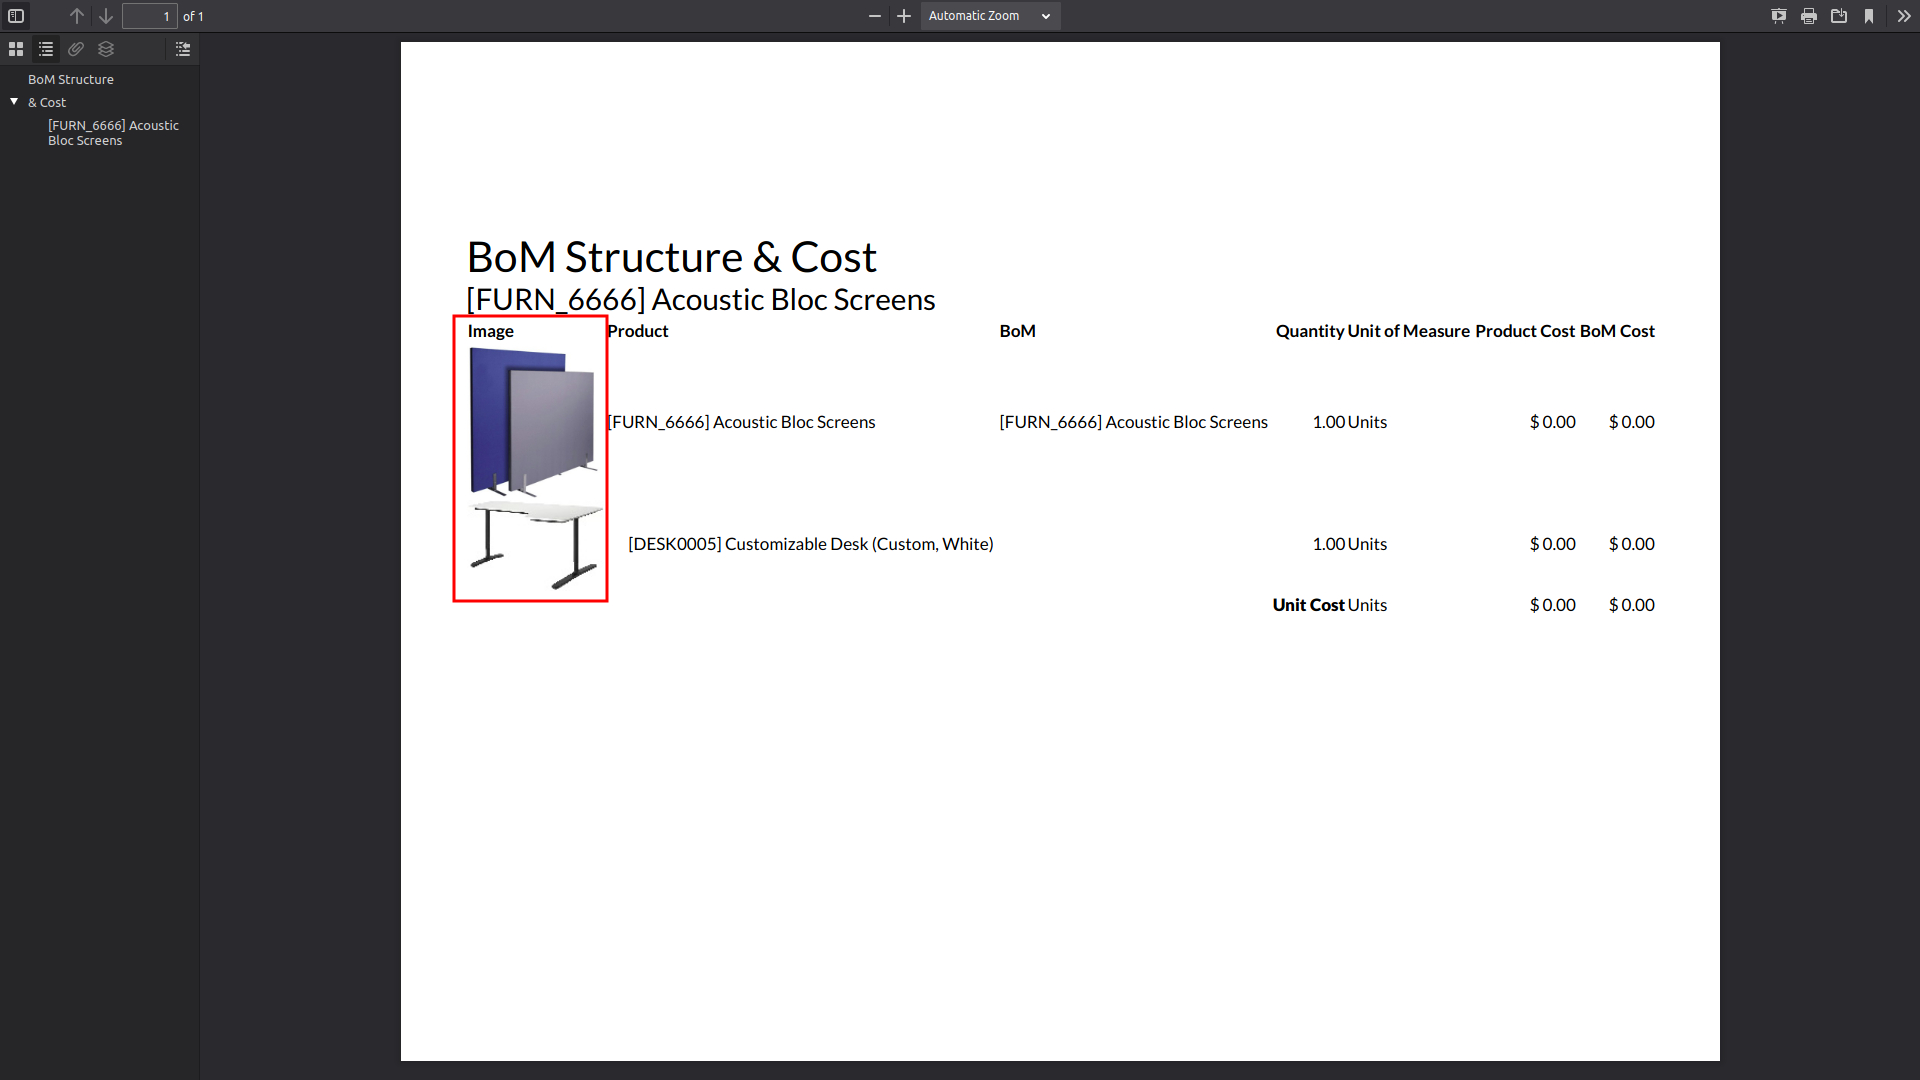 1 of 1
Automatic Zoom
BoM Structure
& Cost
[FURN_6666] Acoustic
Bloc Screens
BoM Structure & Cost
[FURN_6666] Acoustic Bloc Screens
Image Product BoM Quantity Unit of Measure Product Cost BoM Cost
[FURN_6666] Acoustic Bloc Screens [FURN_6666] Acoustic Bloc Screens 1.00 Units $ 0.00 $ 0.00
[DESK0005] Customizable Desk (Custom, White) 1.00 Units $ 0.00 $ 0.00
Unit Cost Units $ 0.00 $ 0.00